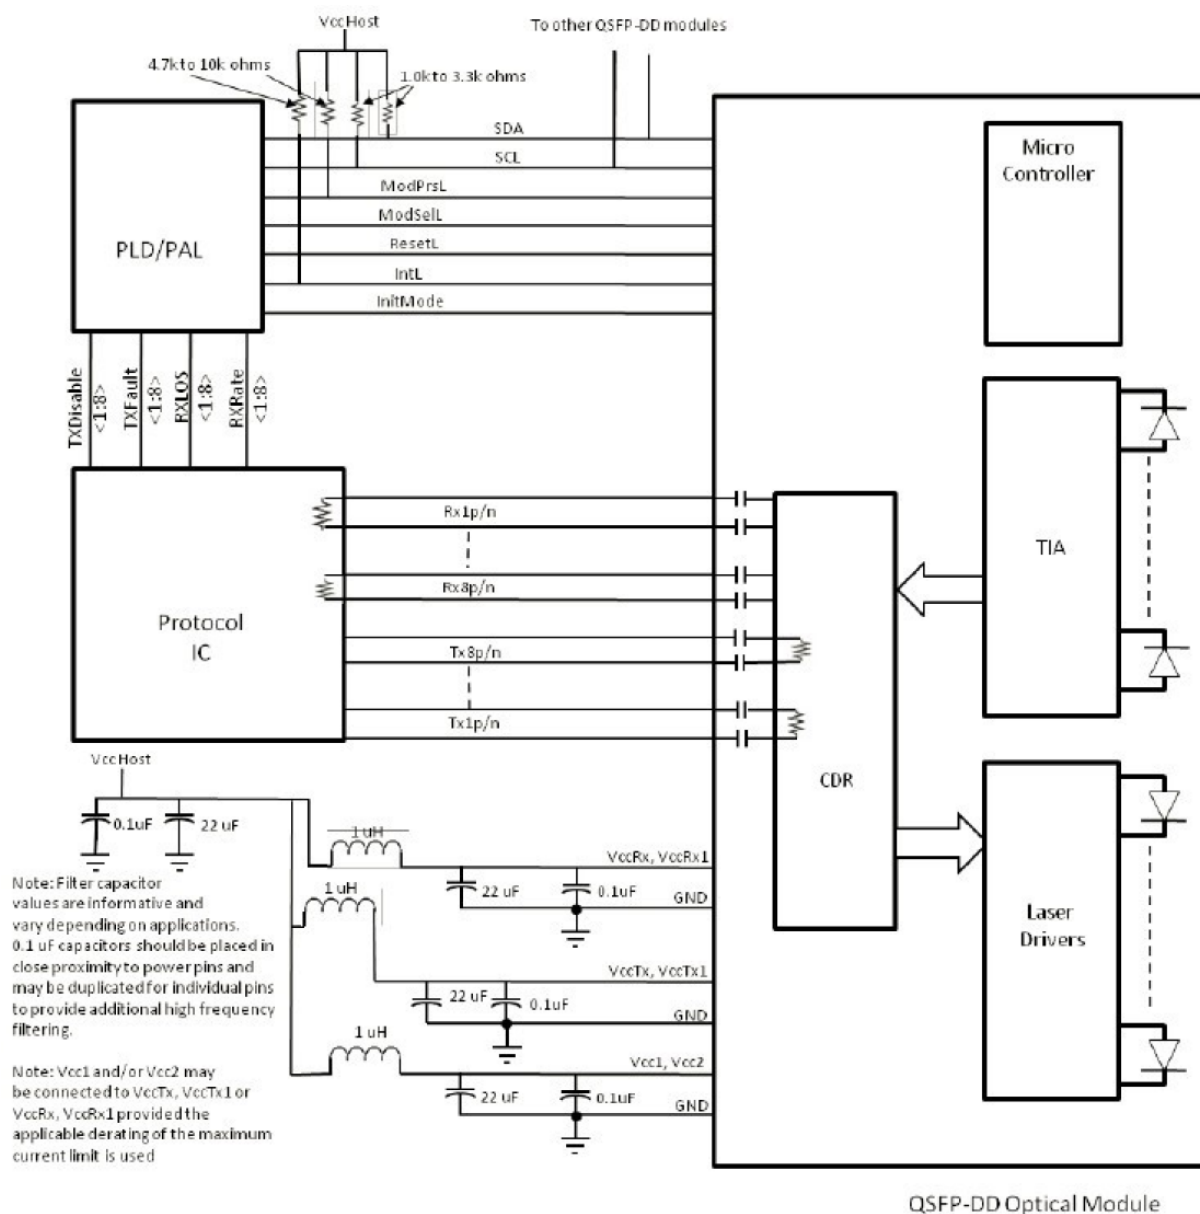 VccHost
To other QSFP-DD modules
4.7k to 10k ohms
1.0k to 3.3k ohms
SDA
SCL
ModPrsL
ModSelL
ResetL
IntL
InitMode
PLD/PAL
Micro
Controller
TXDisable
<1:8>
TXFault
<1:8>
RXLOS
<1:8>
RXRate
<1:8>
Rx1p/n
Rx8p/n
Tx8p/n
Tx1p/n
Protocol
IC
TIA
CDR
Laser
Drivers
VccHost
0.1uF
22 uF
1 uH
VccRx, VccRx1
22 uF
0.1uF
GND
1 uH
VccTx, VccTx1
22 uF
0.1uF
GND
1 uH
Vcc1, Vcc2
22 uF
0.1uF
GND
Note: Filter capacitor
values are informative and
vary depending on applications.
0.1 uF capacitors should be placed in
close proximity to power pins and
may be duplicated for individual pins
to provide additional high frequency
filtering.
Note: Vcc1 and/or Vcc2 may
be connected to VccTx, VccTx1 or
VccRx, VccRx1 provided the
applicable derating of the maximum
current limit is used
QSFP-DD Optical Module